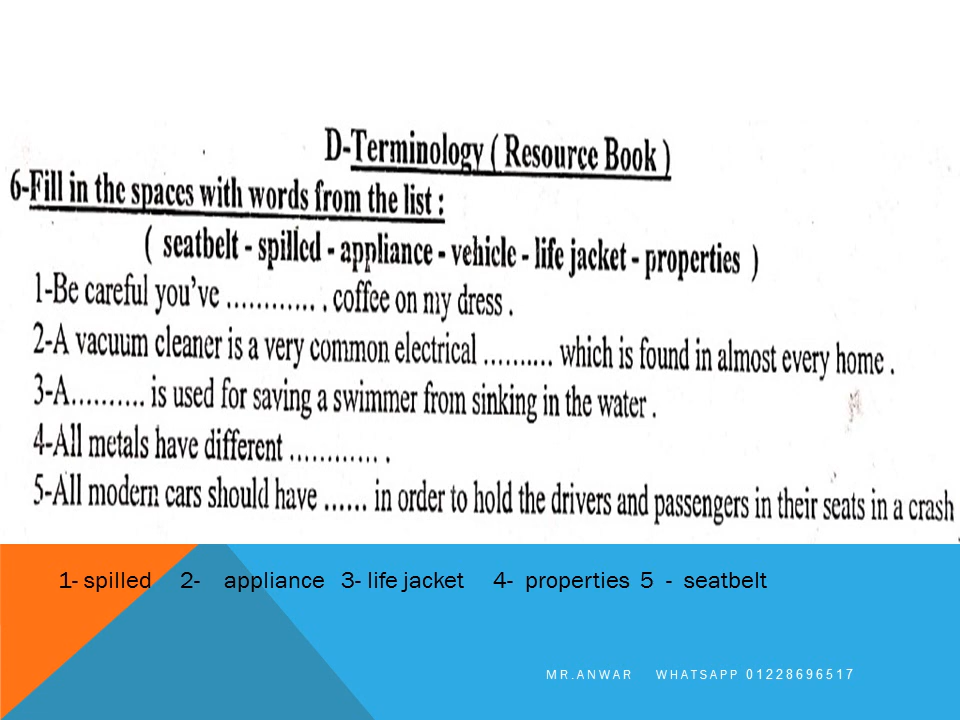 D-Terminology ( Resource Book )
6-Fill in the spaces with words from the list :
( seatbelt - spilled - appliance - vehicle - life jacket - properties )
1-Be careful you've ............. . coffee on my dress .
2-A vacuum cleaner is a very common electrical .......... which is found in almost every home .
3-A.......... is used for saving a swimmer from sinking in the water .
4-All metals have different ............. .
5-All modern cars should have ...... in order to hold the drivers and passengers in their seats in a crash
1- spilled 2- appliance 3- life jacket 4- properties 5 - seatbelt
MR.ANWAR WHATSAPP 01228696517